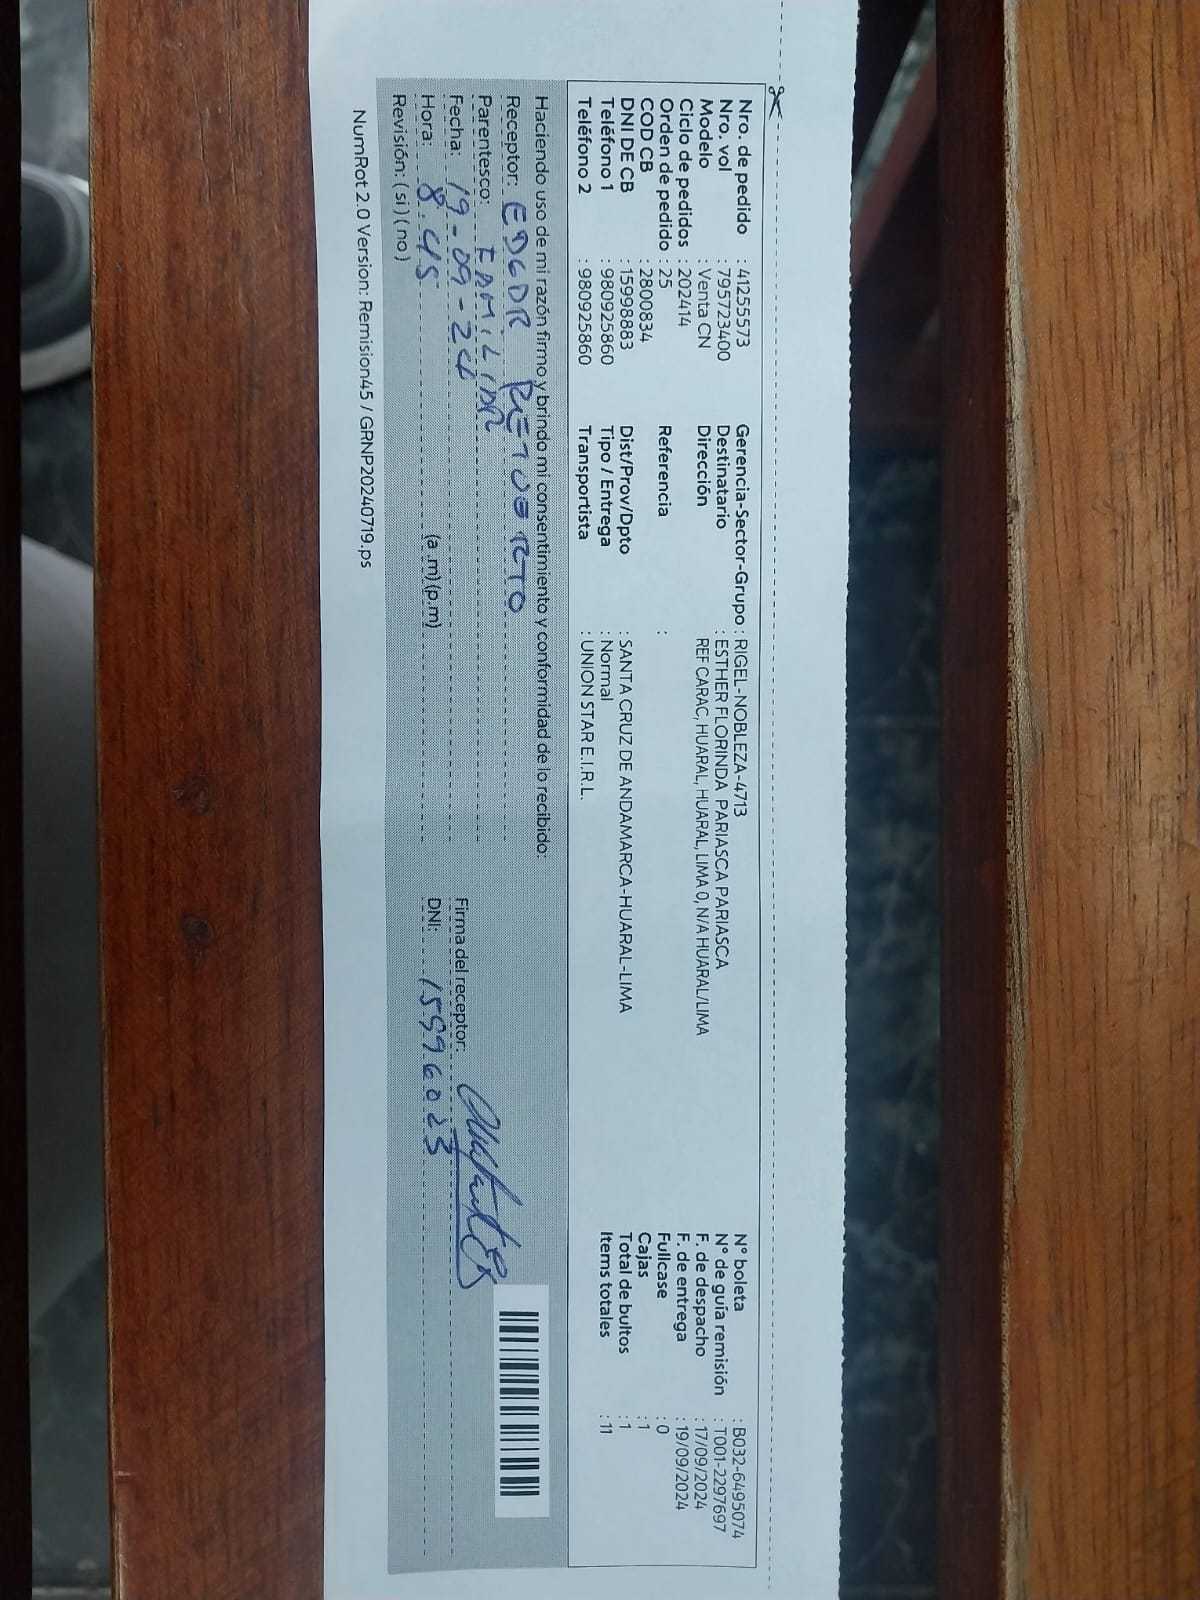 Nro. de pedido : 41255573 Gerencia-Sector-Grupo : RIGEL-NOBLEZA-4713 N° boleta : B032-6495074
Nro. vol : 795723400 Destinatario : ESTHER FLORINDA PARIASCA PARIASCA N° de guía remisión : T001-2297697
Modelo : Venta CN Dirección REF CARAC, HUARAL, HUARAL, LIMA 0, N/A HUARAL/LIMA F. de despacho : 17/09/2024
Ciclo de pedidos : 202414 F. de entrega : 19/09/2024
Orden de pedido : 25 Referencia : Fullcase : 0
COD CB : 2800834 Cajas : 1
DNI DE CB : 15998883 Dist/Prov/Dpto : SANTA CRUZ DE ANDAMARCA-HUARAL-LIMA Total de bultos : 1
Teléfono 1 : 980925860 Tipo / Entrega : Normal Items totales : 11
Teléfono 2 : 980925860 Transportista : UNION STAR E.I.R.L.
Haciendo uso de mi razón firmo y brindo mi consentimiento y conformidad de lo recibido:
Receptor: EDGAR RETUERTO
Parentesco: FAMILIAR
Fecha: 19-09-24 Firma del receptor:
Hora: 8.45 (a .m) (p.m) DNI: 15996023
Revisión: ( si ) ( no )
NumRot 2.0 Version: Remision45 / GRNP20240719.ps